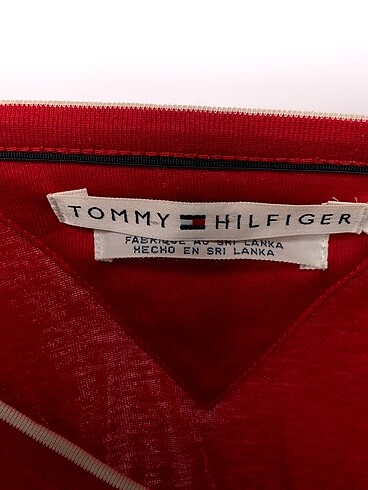 TOMMY HILFIGER
FABRIQUE AU SRI LANKA
HECHO EN SRI LANKA